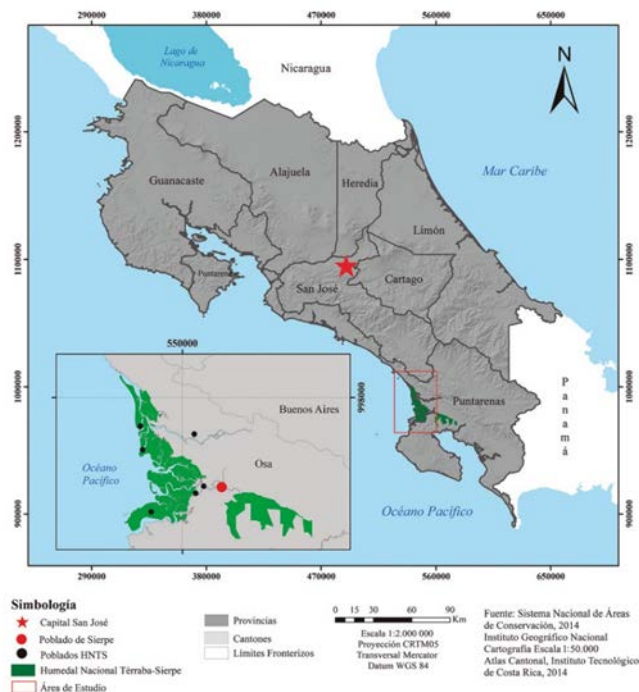 290000 380000 470000 560000 650000
Lago de
Nicaragua
Nicaragua
N
1200000
1200000
Mar Caribe
Guanacaste
Alajuela
Heredia
Limón
1100000
1100000
Puntarenas
San José
Cartago
550000
1000000
1000000
998000
Buenos Aires
Puntarenas
Panamá
Osa
Océano
Pacífico
Océano Pacífico
900000
900000
290000 380000 470000 560000 650000
Simbología
Capital San José
Poblado de Sierpe
Poblados HNTS
Humedal Nacional Térraba-Sierpe
Área de Estudio
Provincias
Cantones
Límites Fronterizos
0 15 30 60 90
Km
Escala 1:2.000 000
Proyección CRTM05
Transversal Mercator
Datum WGS 84
Fuente: Sistema Nacional de Áreas
de Conservación, 2014
Instituto Geográfico Nacional
Cartografía Escala 1:50.000
Atlas Cantonal, Instituto Tecnológico
de Costa Rica, 2014